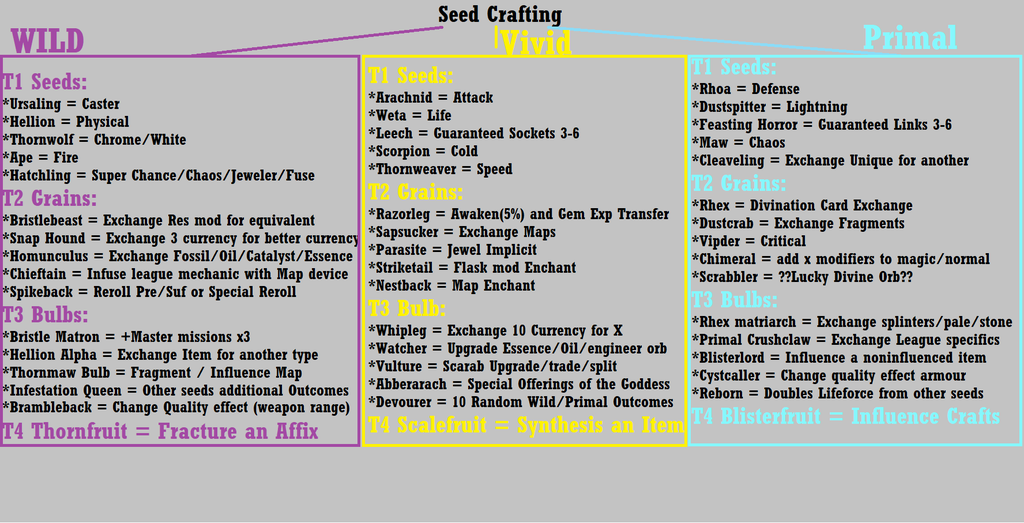 Seed Crafting
WILD
T1 Seeds:
*Ursaling = Caster
*Hellion = Physical
*Thornwolf = Chrome/White
*Ape = Fire
*Hatchling = Super Chance/Chaos/Jeweler/Fuse
T2 Grains:
*Bristlebeast = Exchange Res mod for equivalent
*Snap Hound = Exchange 3 currency for better currency
*Homunculus = Exchange Fossil/Oil/Catalyst/Essence
*Chieftain = Infuse league mechanic with Map device
*Spikeback = Reroll Pre/Suf or Special Reroll
T3 Bulbs:
*Bristle Matron = +Master missions x3
*Hellion Alpha = Exchange Item for another type
*Thornmaw Bulb = Fragment / Influence Map
*Infestation Queen = Other seeds additional Outcomes
*Brambleback = Change Quality effect (weapon range)
T4 Thornfruit = Fracture an Affix
Vivid
T1 Seeds:
*Arachnid = Attack
*Weta = Life
*Leech = Guaranteed Sockets 3-6
*Scorpion = Cold
*Thornweaver = Speed
T2 Grains:
*Razorleg = Awaken(5%) and Gem Exp Transfer
*Sapsucker = Exchange Maps
*Parasite = Jewel Implicit
*Striketail = Flask mod Enchant
*Nestback = Map Enchant
T3 Bulb:
*Whipleg = Exchange 10 Currency for X
*Watcher = Upgrade Essence/Oil/engineer orb
*Vulture = Scarab Upgrade/trade/split
*Abberarach = Special Offerings of the Goddess
*Devourer = 10 Random Wild/Primal Outcomes
T4 Scalefruit = Synthesis an Item
Primal
T1 Seeds:
*Rhoa = Defense
*Dustspitter = Lightning
*Feasting Horror = Guaranteed Links 3-6
*Maw = Chaos
*Cleaveling = Exchange Unique for another
T2 Grains:
*Rhex = Divination Card Exchange
*Dustcrab = Exchange Fragments
*Vipder = Critical
*Chimeral = add x modifiers to magic/normal
*Scrabbler = ??Lucky Divine Orb??
T3 Bulbs:
*Rhex matriarch = Exchange splinters/pale/stone
*Primal Crushclaw = Exchange League specifics
*Blisterlord = Influence a noninfluenced item
*Cystcaller = Change quality effect armour
*Reborn = Doubles Lifeforce from other seeds
T4 Blisterfruit = Influence Crafts